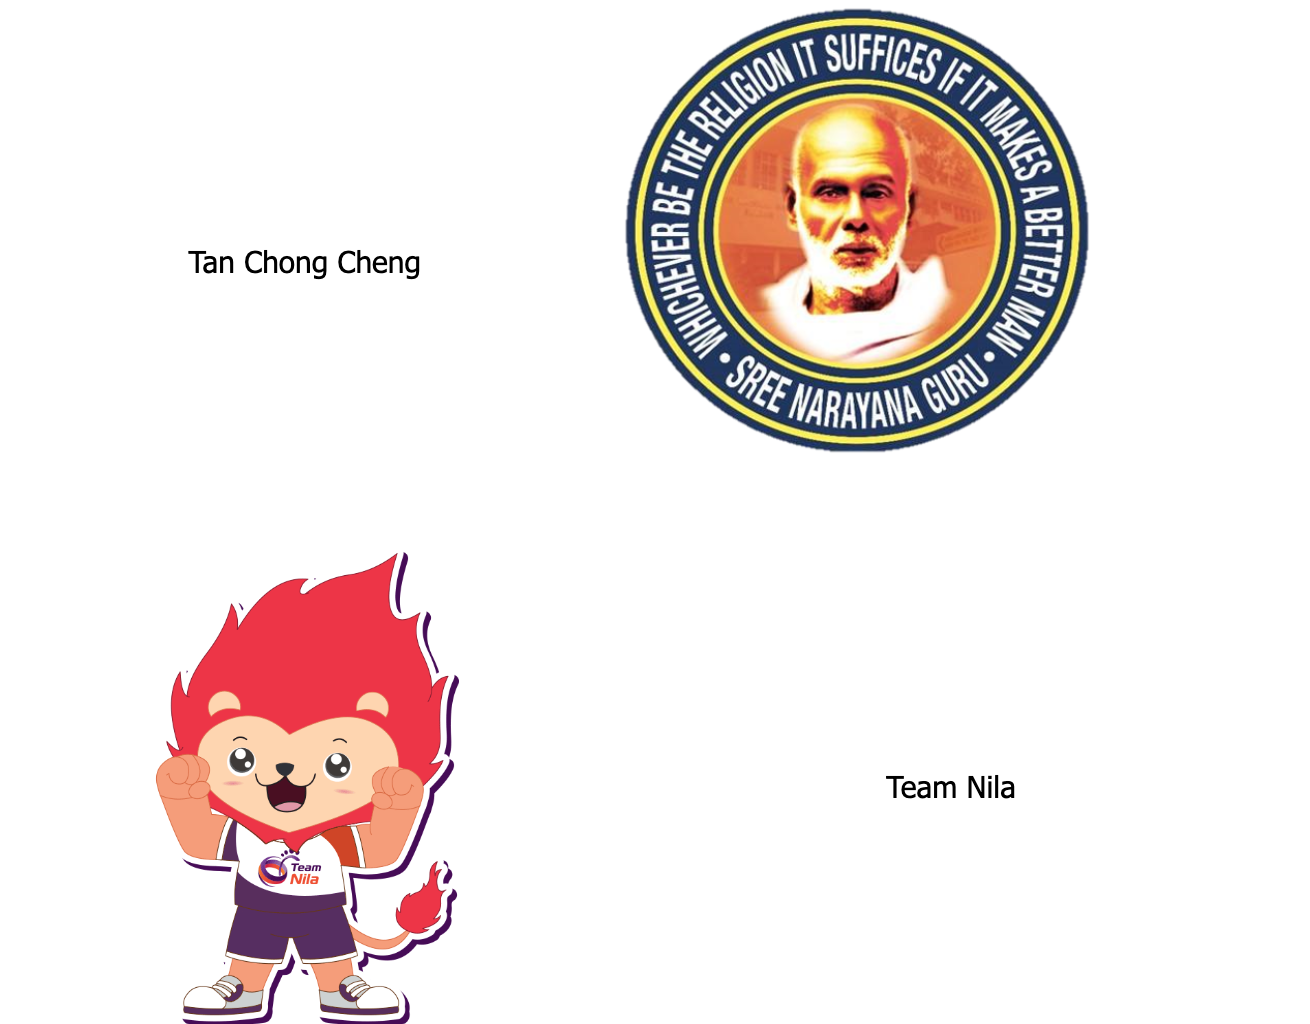 Tan Chong Cheng
WHICHEVER BE THE RELIGION IT SUFFICES IF IT MAKES A BETTER MAN
• SREE NARAYANA GURU •
Team
Nila
Team Nila